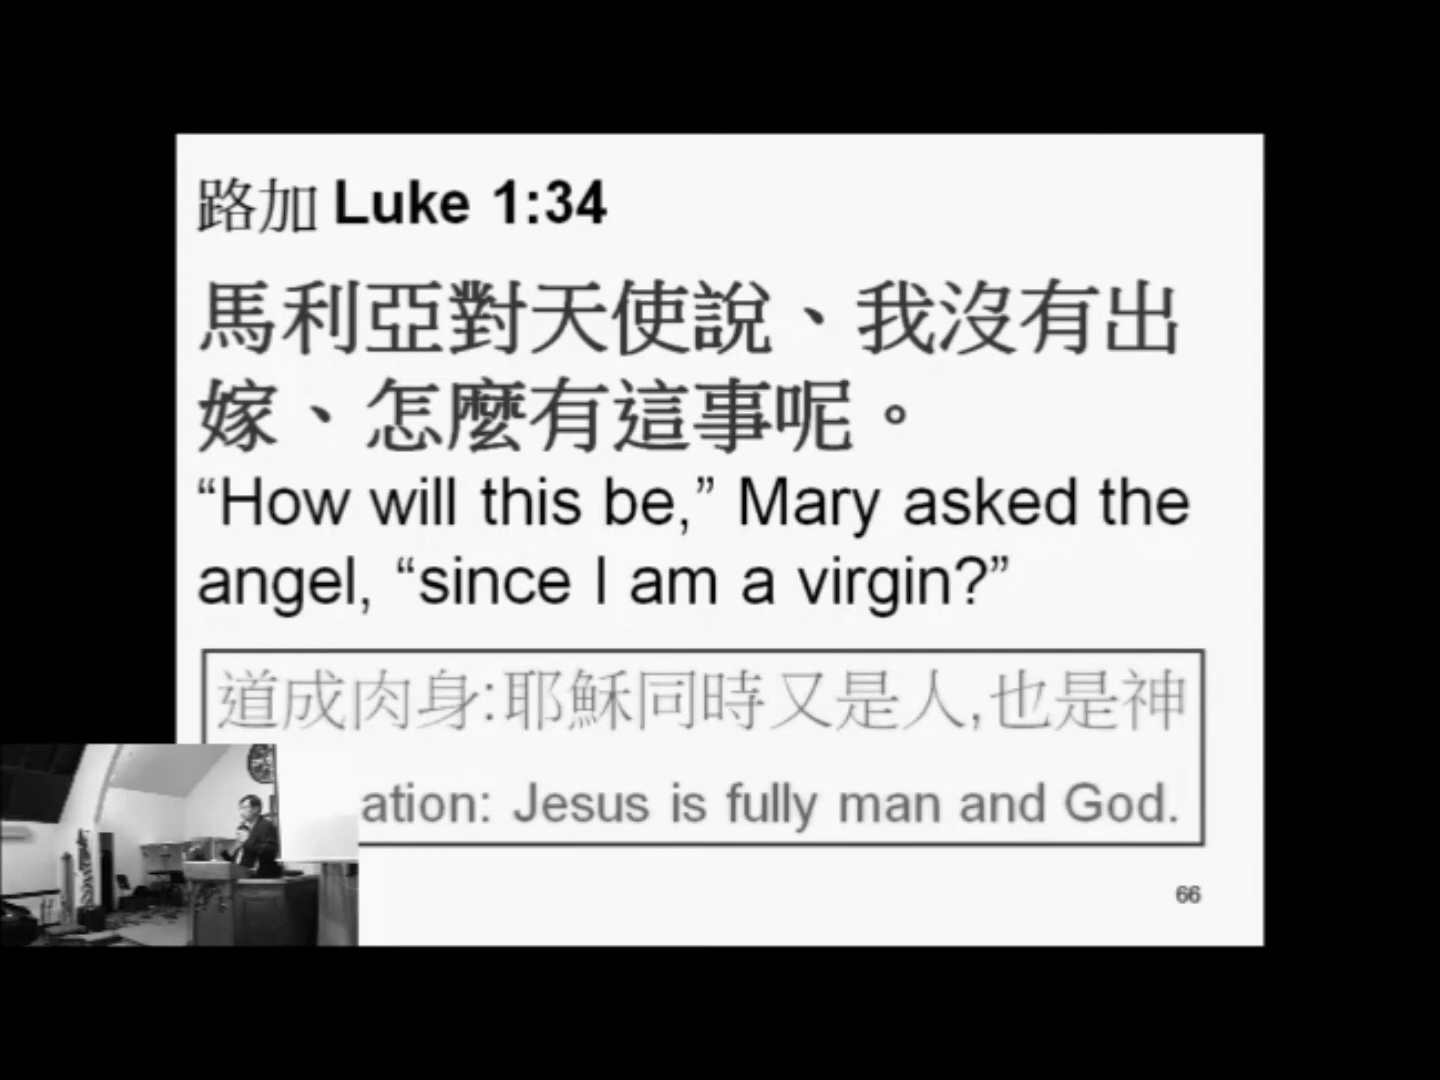 路加 Luke 1:34
馬利亞對天使說、我沒有出
嫁、怎麼有這事呢。
“How will this be,” Mary asked the
angel, “since I am a virgin?”
道成肉身:耶穌同時又是人,也是神
ation: Jesus is fully man and God.
66